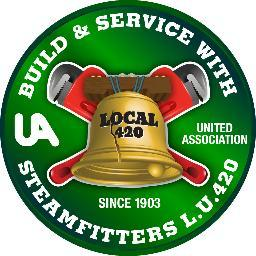 BUILD & SERVICE WITH
LOCAL
420
UA
UNITED
ASSOCIATION
SINCE 1903
STEAMFITTERS L.U.420